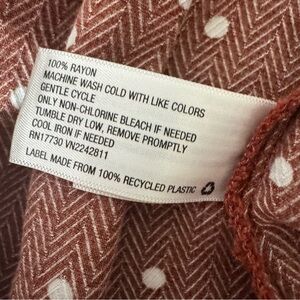 100% RAYON
MACHINE WASH COLD WITH LIKE COLORS
GENTLE CYCLE
ONLY NON-CHLORINE BLEACH IF NEEDED
TUMBLE DRY LOW, REMOVE PROMPTLY
COOL IRON IF NEEDED
RN17730 VN2242811
LABEL MADE FROM 100% RECYCLED PLASTIC